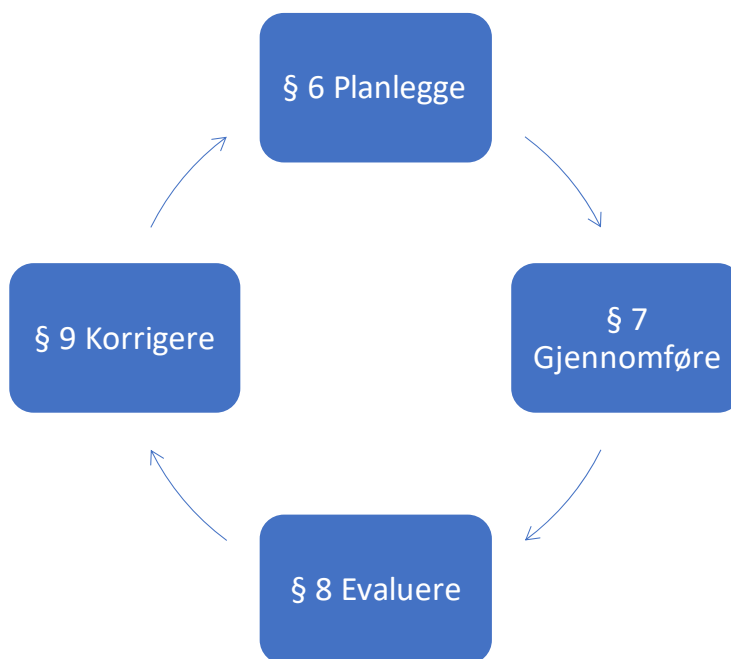 § 6 Planlegge
§ 7
Gjennomføre
§ 8 Evaluere
§ 9 Korrigere